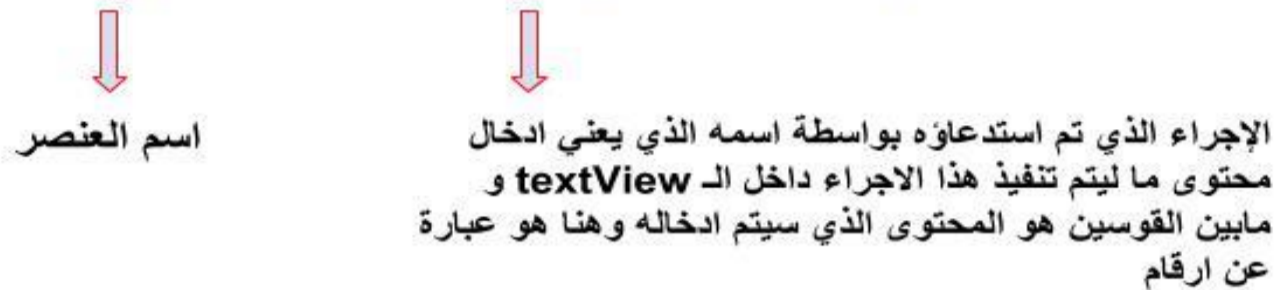 اسم العنصر
الإجراء الذي تم استدعاؤه بواسطة اسمه الذي يعني ادخال
محتوى ما ليتم تنفيذ هذا الاجراء داخل الـ textView و
مابين القوسين هو المحتوى الذي سيتم ادخاله وهنا هو عبارة
عن ارقام